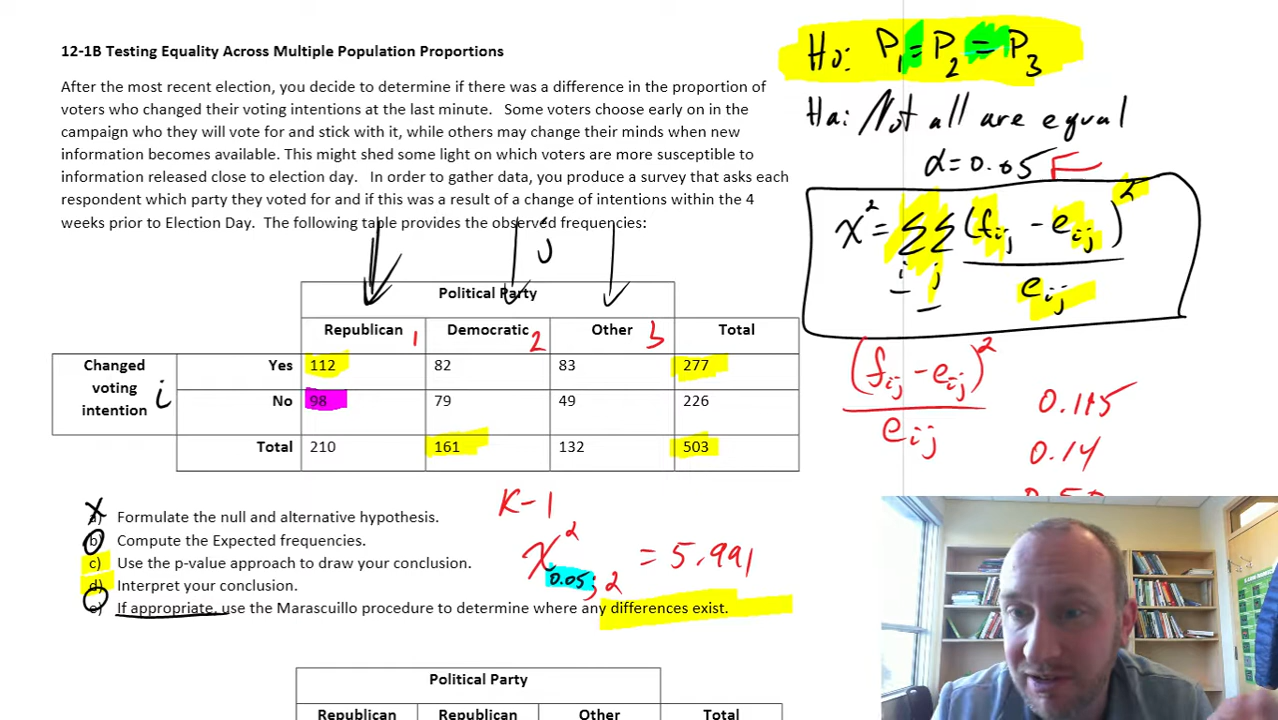 12-1B Testing Equality Across Multiple Population Proportions
After the most recent election, you decide to determine if there was a difference in the proportion of
voters who changed their voting intentions at the last minute. Some voters choose early on in the
campaign who they will vote for and stick with it, while others may change their minds when new
information becomes available. This might shed some light on which voters are more susceptible to
information released close to election day. In order to gather data, you produce a survey that asks each
respondent which party they voted for and if this was a result of a change of intentions within the 4
weeks prior to Election Day. The following table provides the observed frequencies:
j
Political Party
Republican 1 Democratic 2 Other 3 Total
Changed
voting
intention i
Yes 112 82 83 277
No 98 79 49 226
Total 210 161 132 503
a) Formulate the null and alternative hypothesis.
b) Compute the Expected frequencies.
c) Use the p-value approach to draw your conclusion.
d) Interpret your conclusion.
e) If appropriate, use the Marascuillo procedure to determine where any differences exist.
K-1
χ² 0.05; 2 = 5.991
Political Party
Republican Republican Other Total
Ho: P1 = P2 = P3
Ha: Not all are equal
α=0.05
χ² = ΣΣ (fij - eij)²
i j eij
(fij - eij)²
eij
0.14